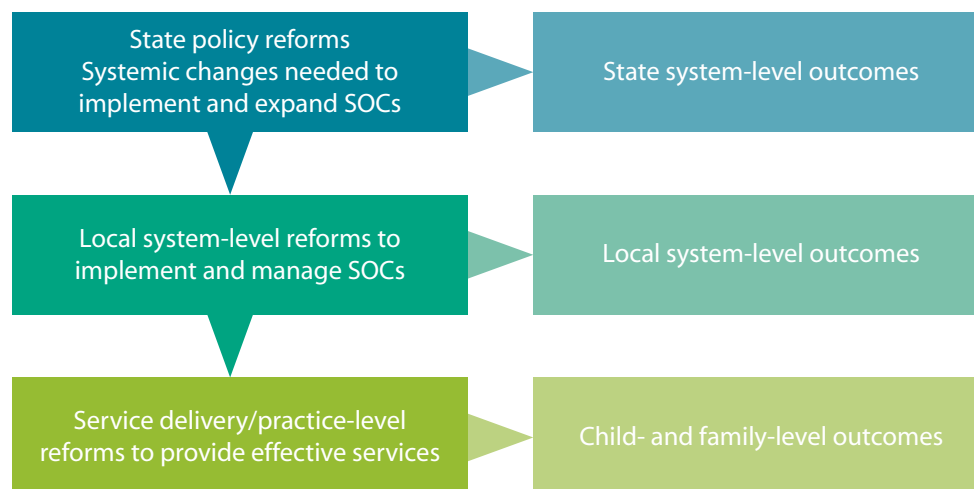 State policy reforms
Systemic changes needed to
implement and expand SOCs
State system-level outcomes
Local system-level reforms to
implement and manage SOCs
Local system-level outcomes
Service delivery/practice-level
reforms to provide effective services
Child- and family-level outcomes